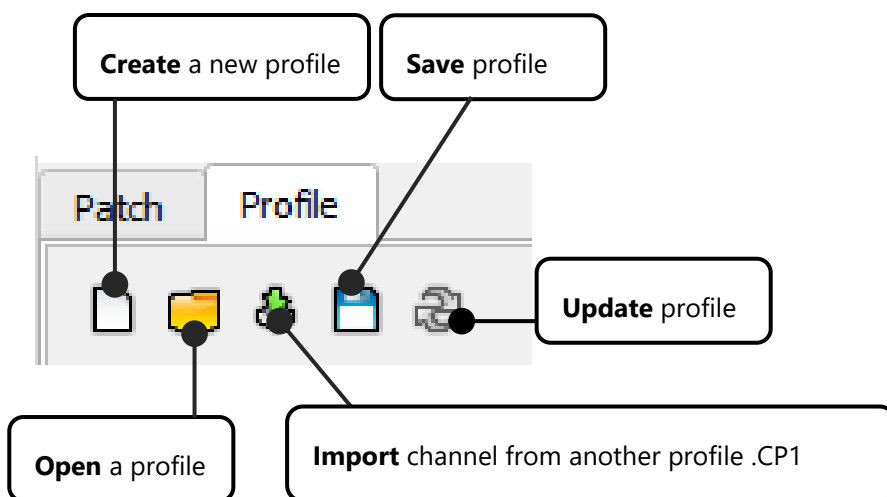 Create a new profile
Save profile
Patch
Profile
Update profile
Open a profile
Import channel from another profile .CP1